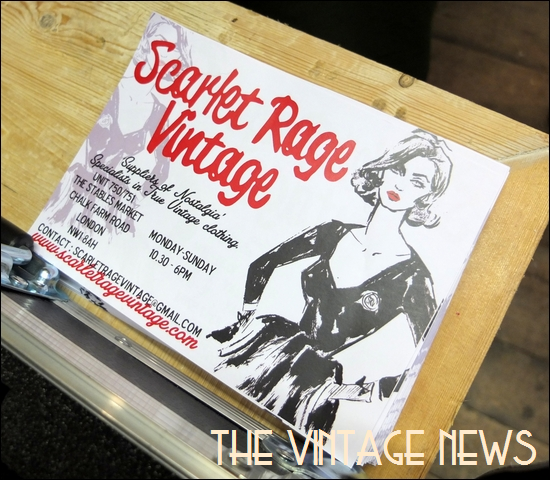 Scarlet Rage
Vintage
'Suppliers of Nostalgia'
Specialists in True Vintage clothing
UNIT 750/751
THE STABLES MARKET
CHALK FARM ROAD
LONDON
NW1 8AH
MONDAY-SUNDAY
10.30 - 6PM
CONTACT: SCARLETRAGEVINTAGE@GMAIL.COM
www.scarletragevintage.com
THE VINTAGE NEWS